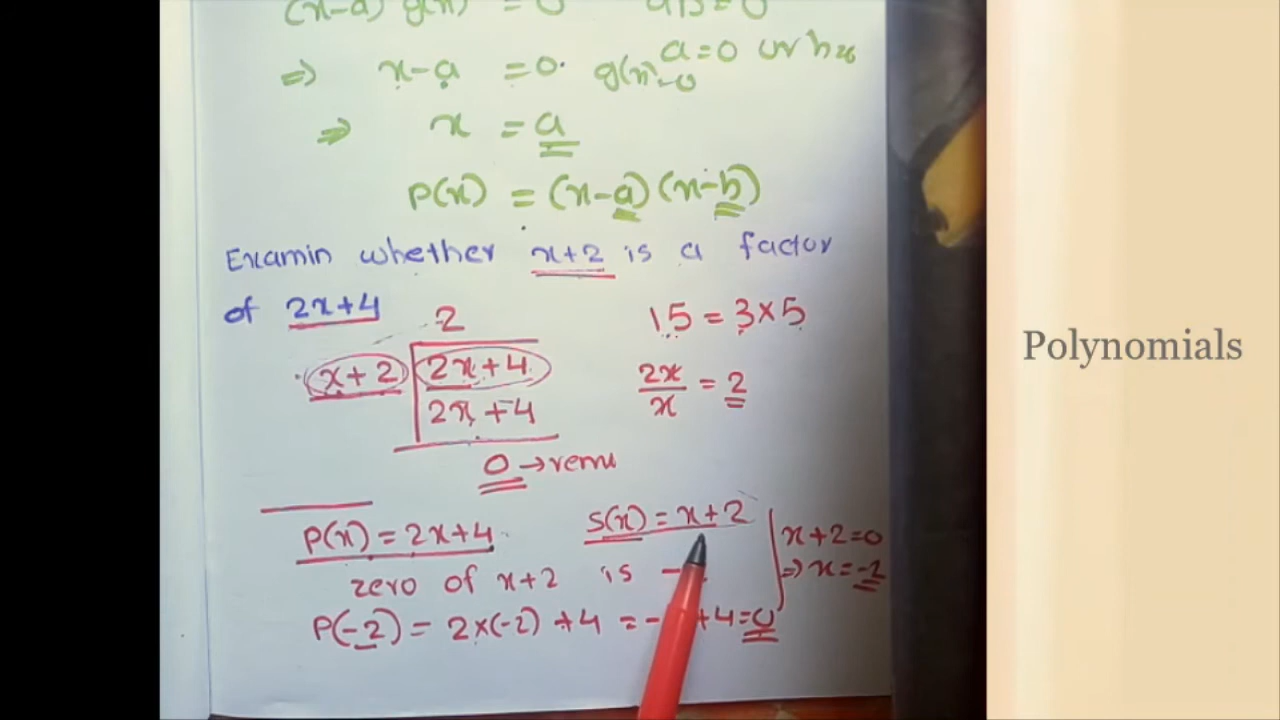 (x-a) g(x) = 0
⇒ x-a = 0. g(x)=0
a=0 or b=0
⇒ x = a
P(x) = (x-a) (x-b)
Examin whether x+2 is a factor
of 2x+4
15 = 3×5
2
x+2 2x+4
2x+4
2x/x = 2
0 →
P(x) = 2x+4
S(x) = x+2
x+2=0
⇒ x=-2
zero of x+2 is
P(-2) = 2×(-2) +4 = - +4=0
Polynomials